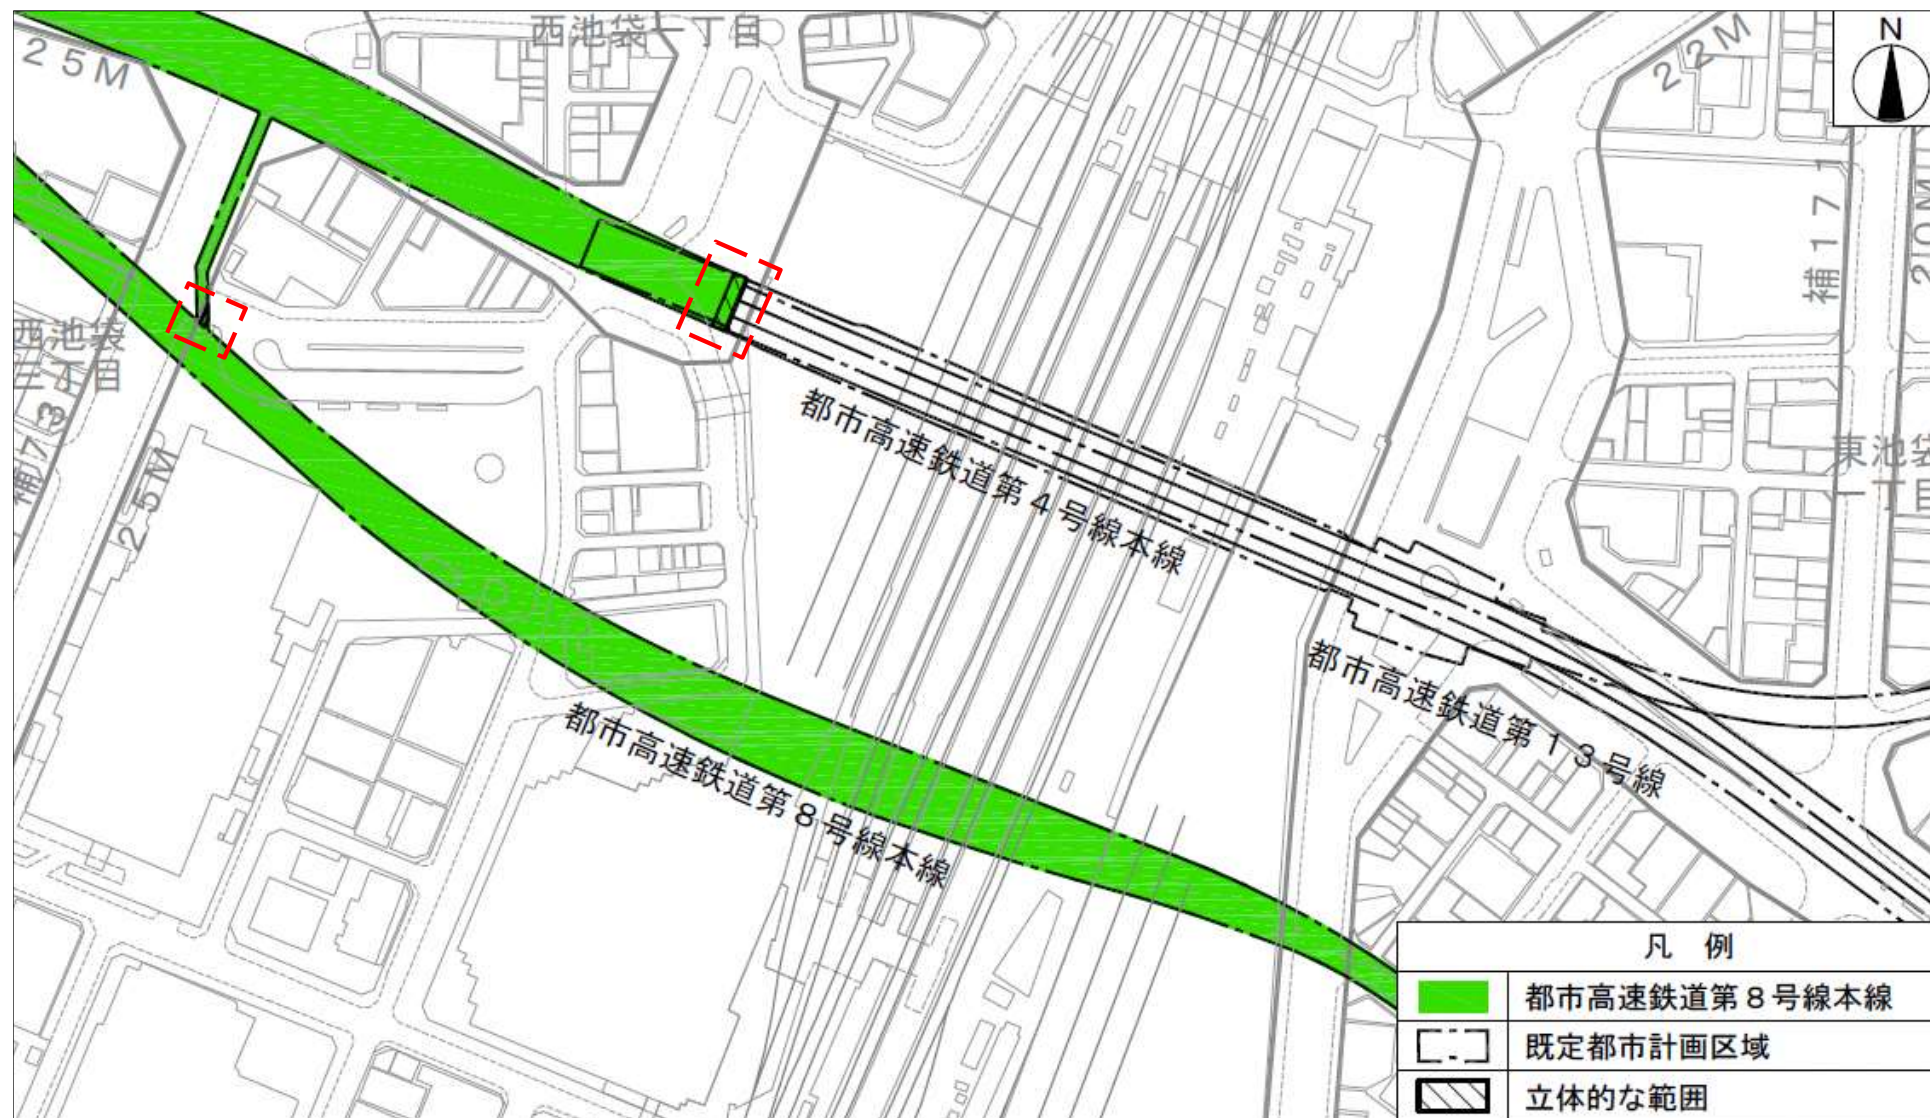 西池袋一丁目
N
25M
22M
補171
20M
西池袋
三丁目
補73
25M
東池袋
一丁目
都市高速鉄道第4号線本線
都市高速鉄道第13号線
都市高速鉄道第8号線本線
凡 例
都市高速鉄道第8号線本線
既定都市計画区域
立体的な範囲